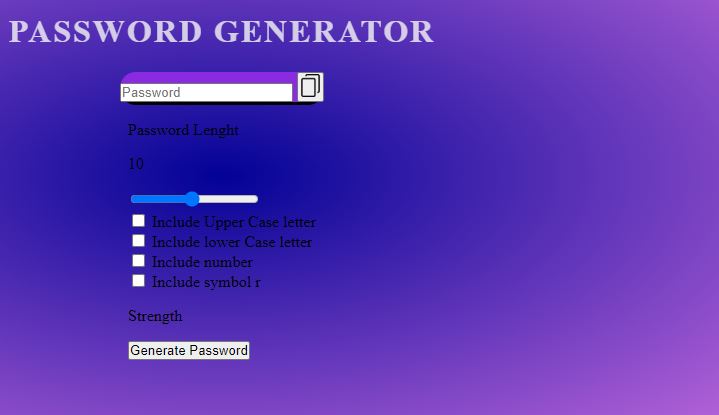 PASSWORD GENERATOR
Password
Password Lenght
10
Include Upper Case letter
Include lower Case letter
Include number
Include symbol r
Strength
Generate Password